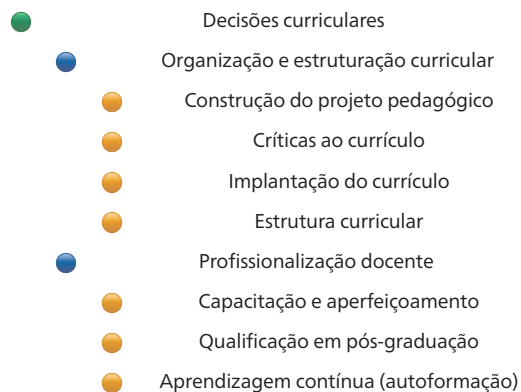 Decisões curriculares
Organização e estruturação curricular
Construção do projeto pedagógico
Críticas ao currículo
Implantação do currículo
Estrutura curricular
Profissionalização docente
Capacitação e aperfeiçoamento
Qualificação em pós-graduação
Aprendizagem contínua (autoformação)